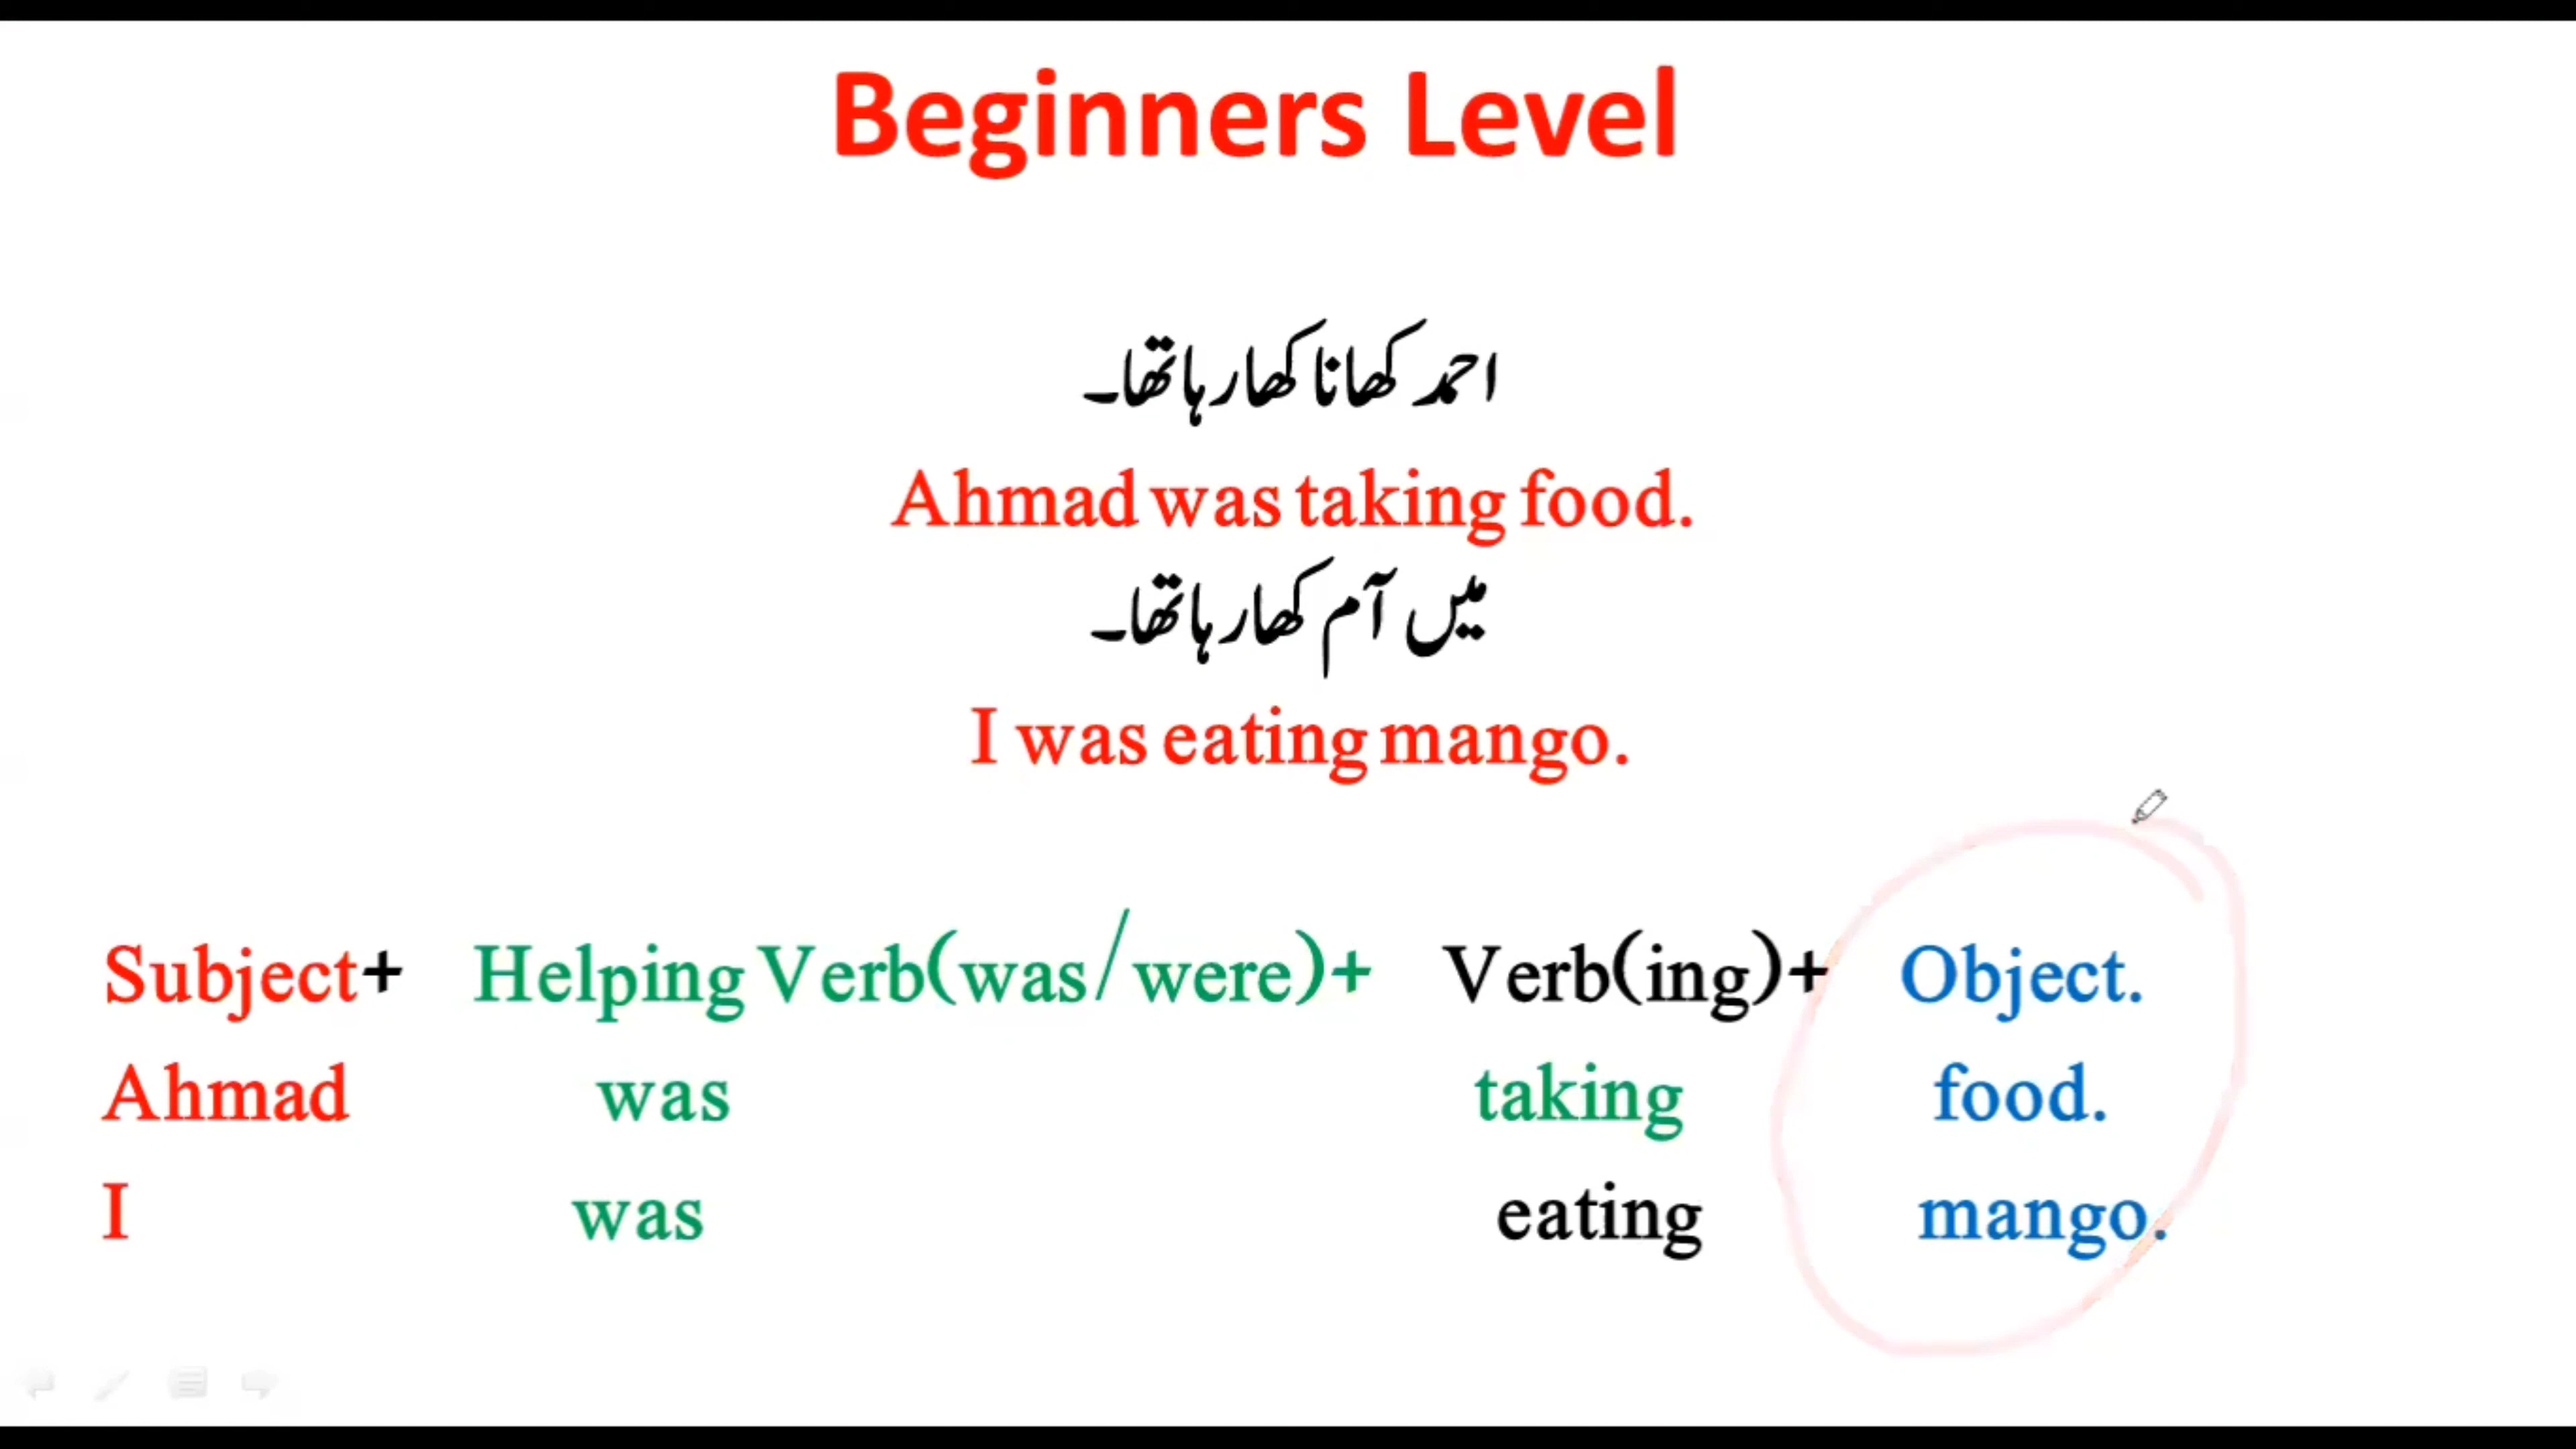 Beginners Level
احمد کھانا کھا رہا تھا۔
Ahmad was taking food.
میں آم کھا رہا تھا۔
I was eating mango.
Subject+ Helping Verb(was/were)+ Verb(ing)+ Object.
Ahmad was taking food.
I was eating mango.